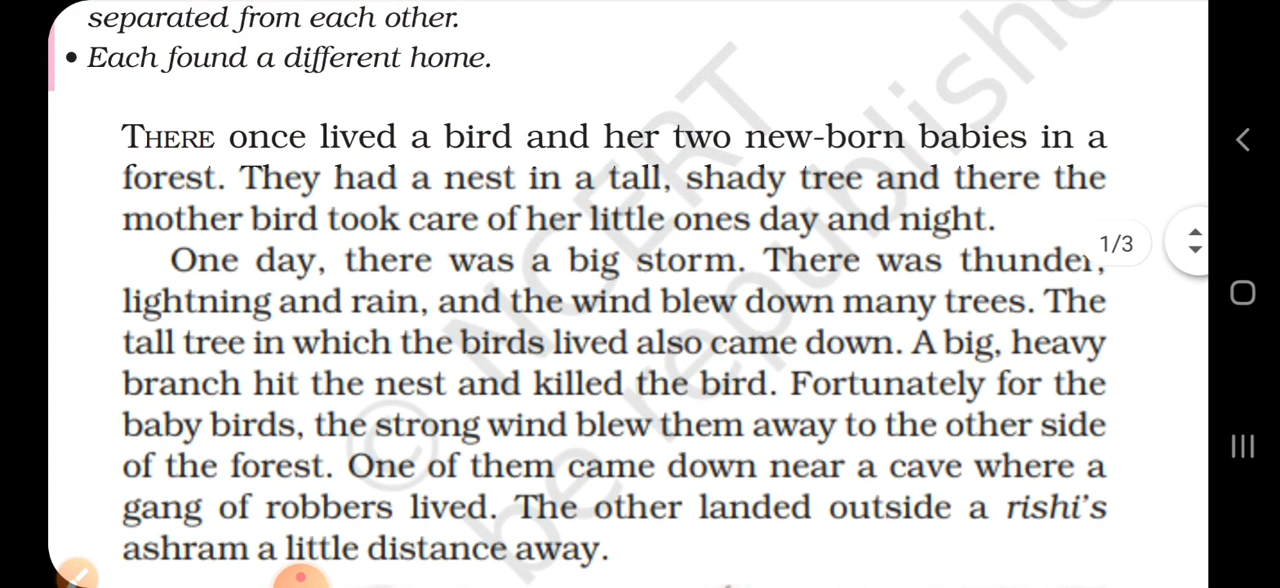 separated from each other.
• Each found a different home.
THERE once lived a bird and her two new-born babies in a
forest. They had a nest in a tall, shady tree and there the
mother bird took care of her little ones day and night.
One day, there was a big storm. There was thunder,
lightning and rain, and the wind blew down many trees. The
tall tree in which the birds lived also came down. A big, heavy
branch hit the nest and killed the bird. Fortunately for the
baby birds, the strong wind blew them away to the other side
of the forest. One of them came down near a cave where a
gang of robbers lived. The other landed outside a rishi's
ashram a little distance away.
1/3
© NCERT
be republishe